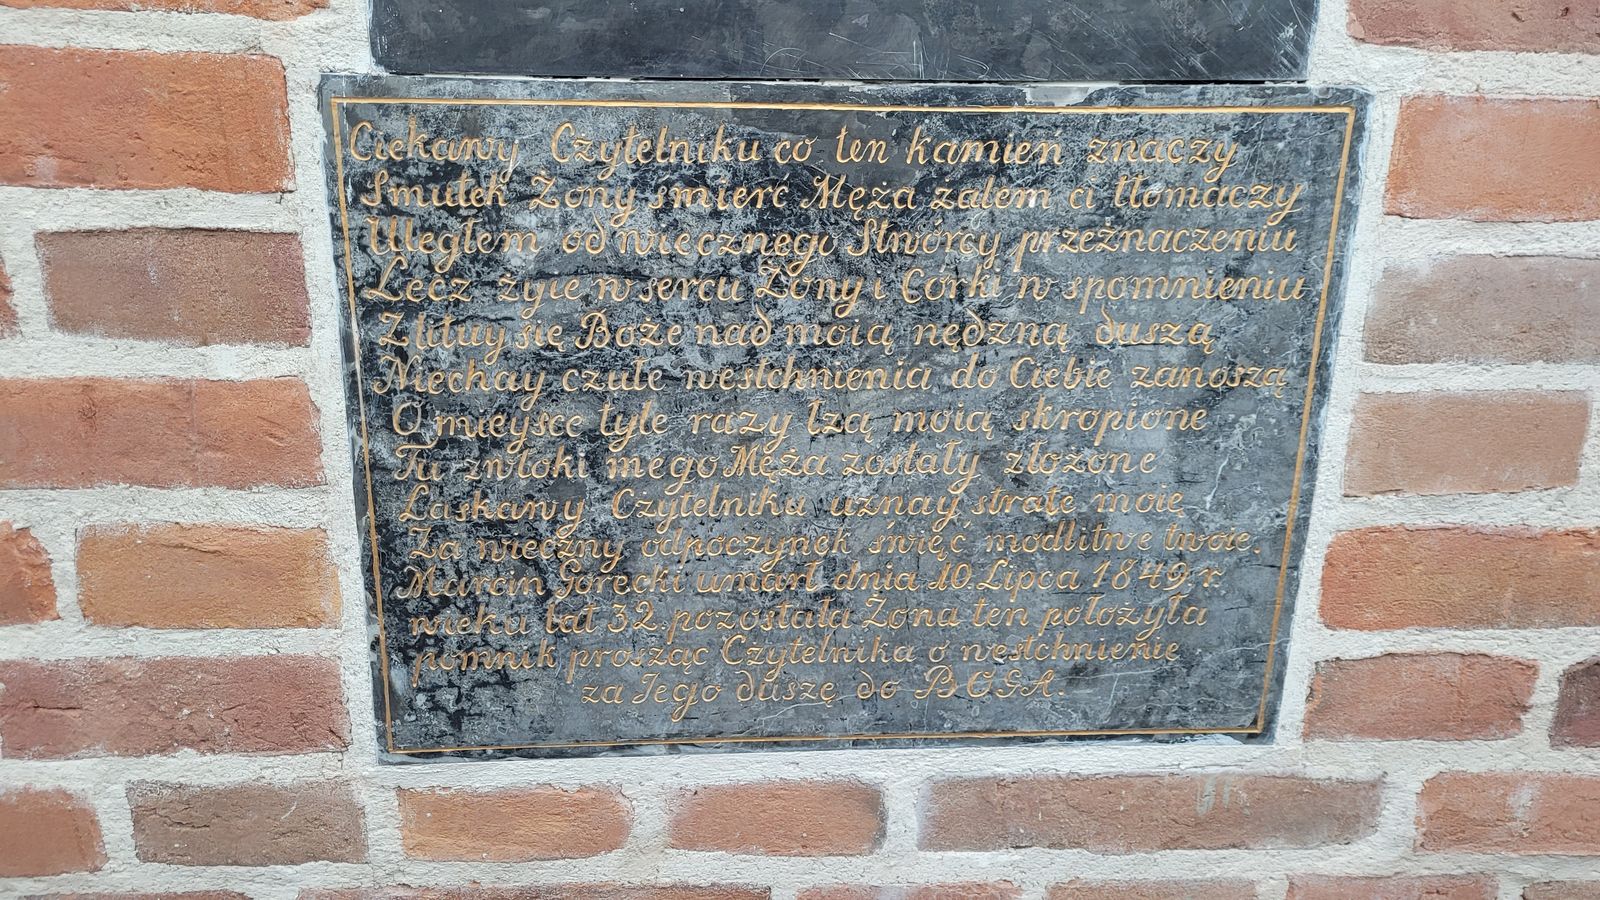 Ciekawy Czytelniku co ten kamień znaczy
Smutek Żony śmierć Męża żalem ci tłomaczy
Uległem od wiecznego Stwórcy przeznaczeniu
Lecz żyie w sercu Żony i Córki w spomnieniu
Zlituy się Boże nad moią nędzną duszą
Niechay czułe westchnienia do Ciebie zanoszą
O mieysce tyle razy łzą moią skropione
Tu zwłoki mego Męża zostały złożone
Łaskawy Czytelniku uznay stratę moię
Za wieczny odpoczynek święć modlitwe twoie.
Marcin Gorecki umarł dnia 10. Lipca 1849. r.
wieku lat 32. pozostała Żona ten położyła
pomnik prosząc Czytelnika o westchnienie
za Jego duszę do BOGA.